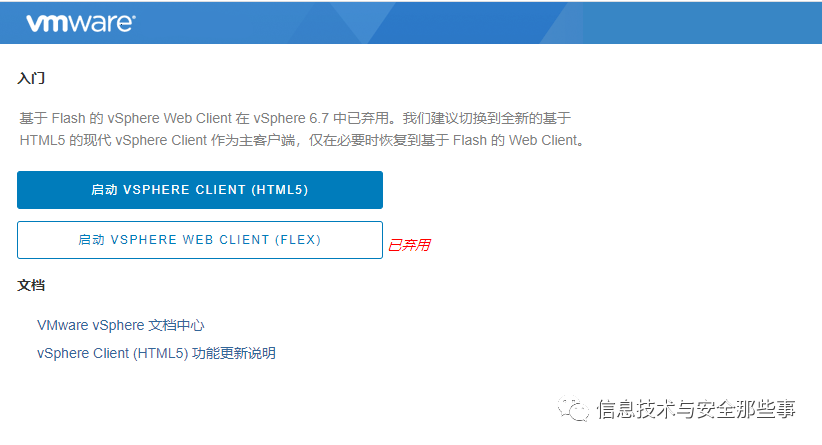 vmware®
入门
基于 Flash 的 vSphere Web Client 在 vSphere 6.7 中已弃用。我们建议切换到全新的基于
HTML5 的现代 vSphere Client 作为主客户端，仅在必要时恢复到基于 Flash 的 Web Client。
启动 VSPHERE CLIENT (HTML5)
启动 VSPHERE WEB CLIENT (FLEX)
已弃用
文档
VMware vSphere 文档中心
vSphere Client (HTML5) 功能更新说明
信息技术与安全那些事